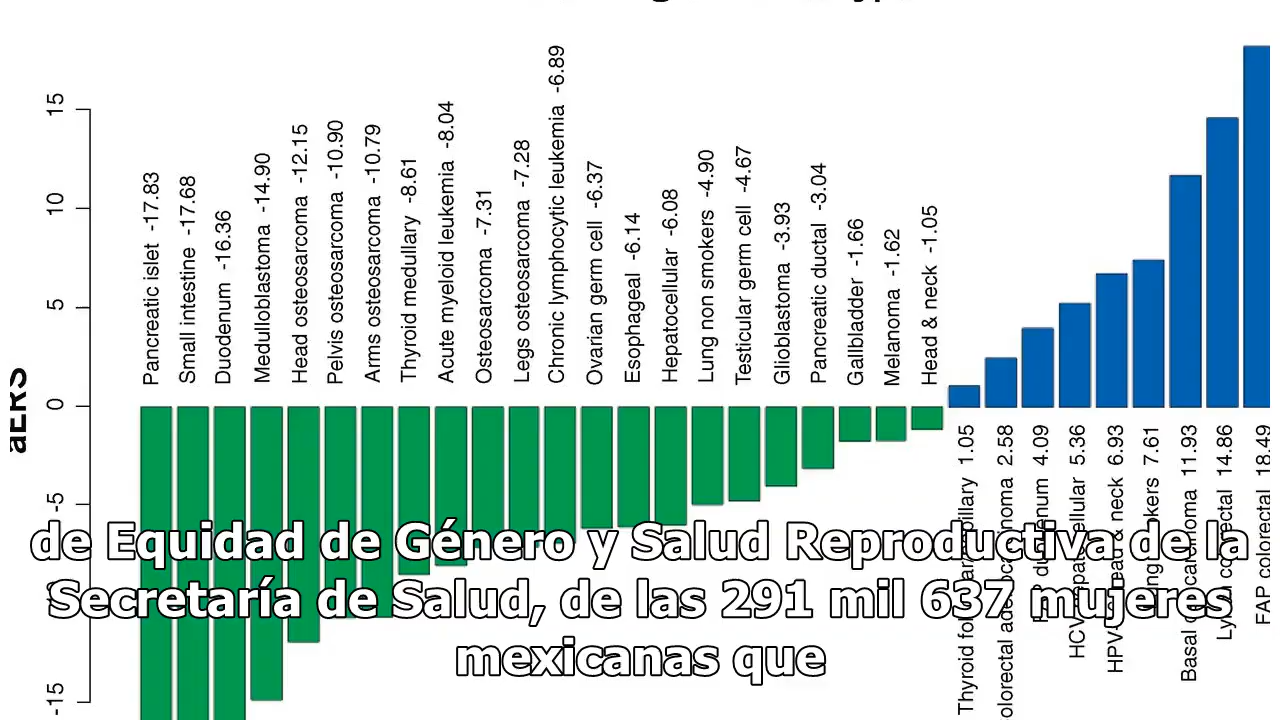 15
10
5
0
-5
-15
aERS
Pancreatic islet -17.83
Small intestine -17.68
Duodenum -16.36
Medulloblastoma -14.90
Head osteosarcoma -12.15
Pelvis osteosarcoma -10.90
Arms osteosarcoma -10.79
Thyroid medullary -8.61
Acute myeloid leukemia -8.04
Osteosarcoma -7.31
Legs osteosarcoma -7.28
Chronic lymphocytic leukemia -6.89
Ovarian germ cell -6.37
Esophageal -6.14
Hepatocellular -6.08
Lung non smokers -4.90
Testicular germ cell -4.67
Glioblastoma -3.93
Pancreatic ductal -3.04
Gallbladder -1.66
Melanoma -1.62
Head & neck -1.05
Thyroid 1.05
2.58
4.09
5.36
& neck 6.93
7.61
Basal 11.93
colorectal 14.86
FAP colorectal 18.49
de Equidad de Género y Salud Reproductiva de la
Secretaría de Salud, de las 291 mil 637 mujeres
mexicanas que